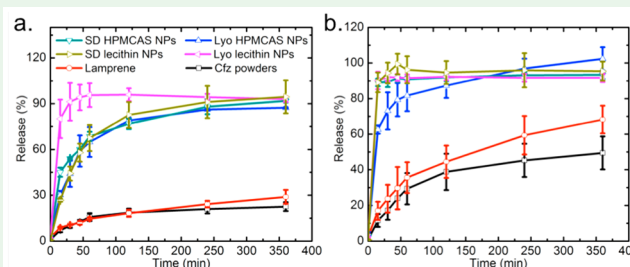 a.
SD HPMCAS NPs
Lyo HPMCAS NPs
SD lecithin NPs
Lyo lecithin NPs
Lamprene
Cfz powders
Release (%)
120
90
60
30
0
0 50 100 150 200 250 300 350 400
Time (min)
b.
Release (%)
120
100
80
60
40
20
0
0 50 100 150 200 250 300 350 400
Time (min)